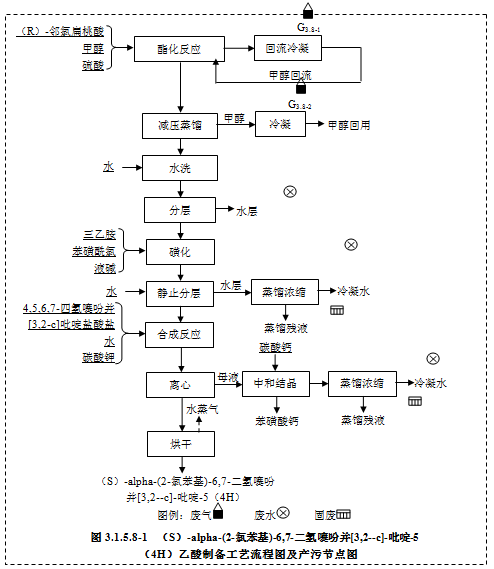 G3.8-1
（R）-邻氯扁桃酸
甲醇
硫酸
酯化反应
回流冷凝
甲醇回流
G3.8-2
减压蒸馏
甲醇
冷凝
甲醇回用
水
水洗
分层
水层
三乙胺
苯磺酰氯
液碱
磺化
水
静止分层
水层
蒸馏浓缩
冷凝水
蒸馏残液
4.5.6.7-四氢噻吩并
[3.2-c]吡啶盐酸盐
水
碳酸钾
合成反应
碳酸钙
离心
母液
中和结晶
蒸馏浓缩
冷凝水
水蒸气
苯磺酸钙
蒸馏残液
烘干
（S）-alpha-(2-氯苯基)-6,7-二氢噻吩
并[3,2--c]-吡啶-5（4H）
图例：废气 废水 固废
图 3.1.5.8-1 （S）-alpha-(2-氯苯基)-6,7-二氢噻吩并[3,2--c]-吡啶-5
（4H）乙酸制备工艺流程图及产污节点图